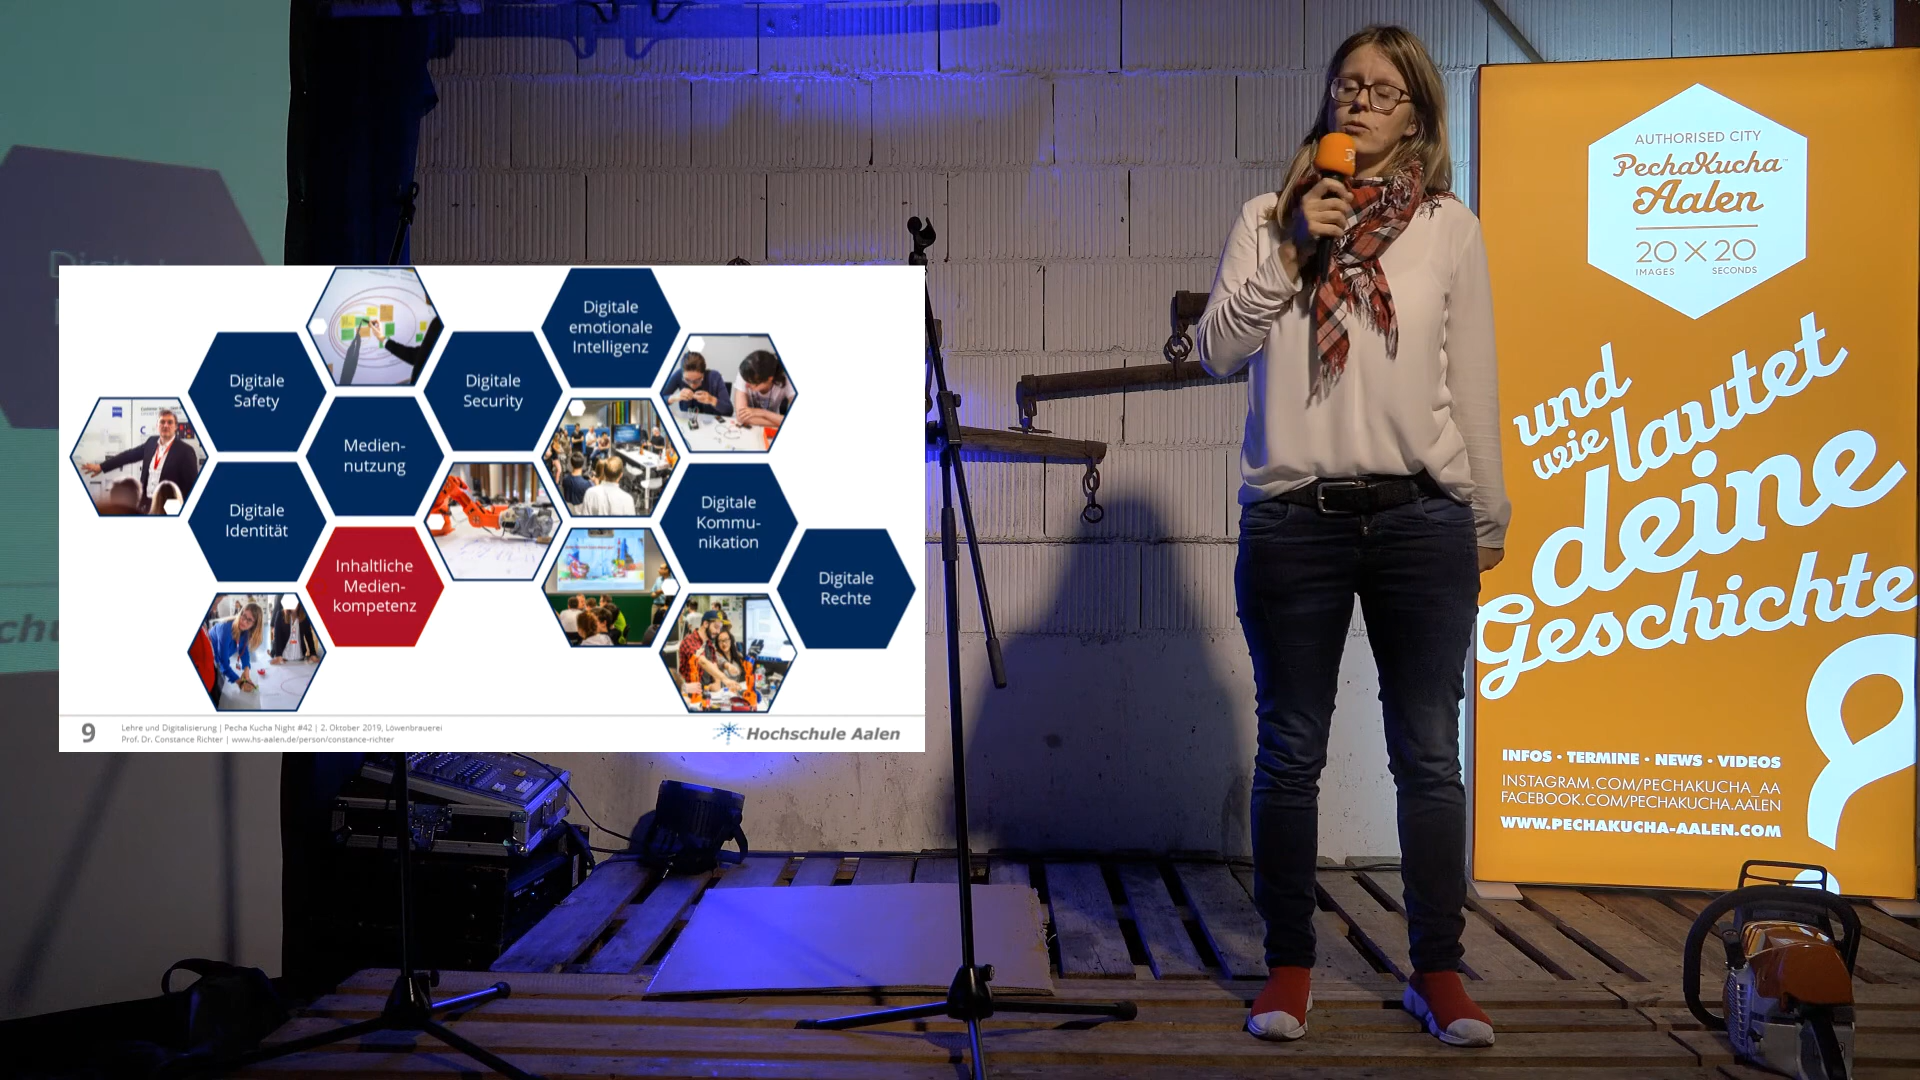 Digitale
emotionale
Intelligenz
Digitale
Safety
Digitale
Security
Medien-
nutzung
Digitale
Identität
Digitale
Kommu-
nikation
Inhaltliche
Medien-
kompetenz
Digitale
Rechte
9
Lehre und Digitalisierung | Pecha Kucha Night #42 | 2. Oktober 2019, Löwenbrauerei
Prof. Dr. Constance Richter | www.hs-aalen.de/person/constance-richter
Hochschule Aalen
AUTHORISED CITY
PechaKucha™
Aalen
20 X 20
IMAGES SECONDS
und
wie lautet
deine
Geschichte
?
INFOS · TERMINE · NEWS · VIDEOS
INSTAGRAM.COM/PECHAKUCHA_AA
FACEBOOK.COM/PECHAKUCHA.AALEN
WWW.PECHAKUCHA-AALEN.COM